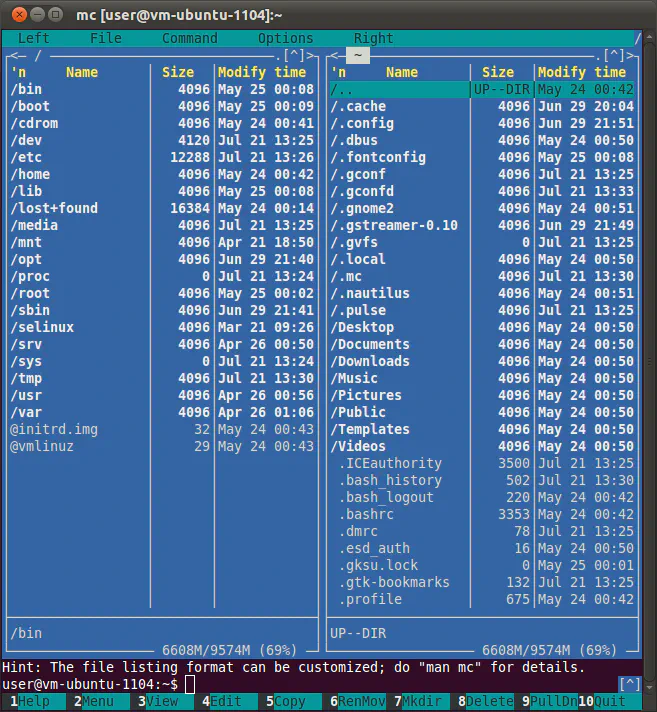 mc [user@vm-ubuntu-1104]:~
Left File Command Options Right /
<─ / .[^]> <─ ~ .[^]>
'n Name Size Modify time 'n Name Size Modify time
/bin 4096 May 25 00:08 /.. UP--DIR May 24 00:42
/boot 4096 May 25 00:09 /.cache 4096 Jun 29 20:04
/cdrom 4096 May 24 00:41 /.config 4096 Jun 29 21:51
/dev 4120 Jul 21 13:25 /.dbus 4096 May 24 00:50
/etc 12288 Jul 21 13:26 /.fontconfig 4096 May 25 00:08
/home 4096 May 24 00:42 /.gconf 4096 Jul 21 13:25
/lib 4096 May 25 00:08 /.gconfd 4096 Jul 21 13:33
/lost+found 16384 May 24 00:14 /.gnome2 4096 May 24 00:51
/media 4096 Jul 21 13:25 /.gstreamer-0.10 4096 Jun 29 21:49
/mnt 4096 Apr 21 18:50 /.gvfs 0 Jul 21 13:25
/opt 4096 Jun 29 21:40 /.local 4096 May 24 00:50
/proc 0 Jul 21 13:24 /.mc 4096 Jul 21 13:30
/root 4096 May 25 00:02 /.nautilus 4096 May 24 00:51
/sbin 4096 Jun 29 21:41 /.pulse 4096 Jul 21 13:25
/selinux 4096 Mar 21 09:26 /Desktop 4096 May 24 00:50
/srv 4096 Apr 26 00:50 /Documents 4096 May 24 00:50
/sys 0 Jul 21 13:24 /Downloads 4096 May 24 00:50
/tmp 4096 Jul 21 13:30 /Music 4096 May 24 00:50
/usr 4096 Apr 26 00:56 /Pictures 4096 May 24 00:50
/var 4096 Apr 26 01:06 /Public 4096 May 24 00:50
@initrd.img 32 May 24 00:43 /Templates 4096 May 24 00:50
@vmlinuz 29 May 24 00:43 /Videos 4096 May 24 00:50
.ICEauthority 3500 Jul 21 13:25
.bash_history 502 Jul 21 13:30
.bash_logout 220 May 24 00:42
.bashrc 3353 May 24 00:42
.dmrc 78 Jul 21 13:25
.esd_auth 16 May 24 00:50
.gksu.lock 0 May 25 00:01
.gtk-bookmarks 132 Jul 21 13:25
.profile 675 May 24 00:42
/bin UP--DIR
6608M/9574M (69%) 6608M/9574M (69%)
Hint: The file listing format can be customized; do "man mc" for details.
user@vm-ubuntu-1104:~$ [^]
1Help 2Menu 3View 4Edit 5Copy 6RenMov 7Mkdir 8Delete 9PullDn 10Quit